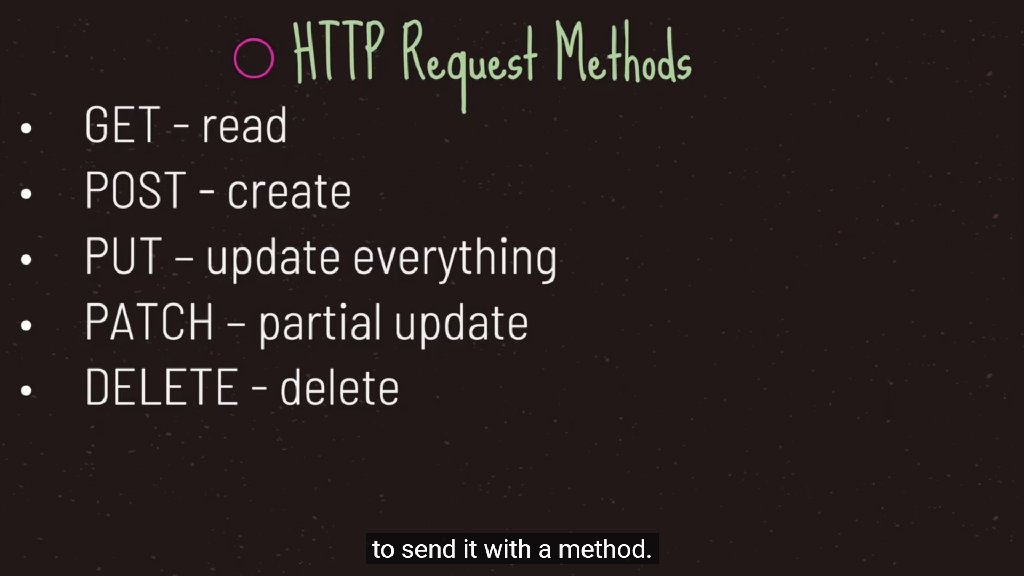 HTTP Request Methods
• GET – read
• POST – create
• PUT – update everything
• PATCH – partial update
• DELETE – delete
to send it with a method.